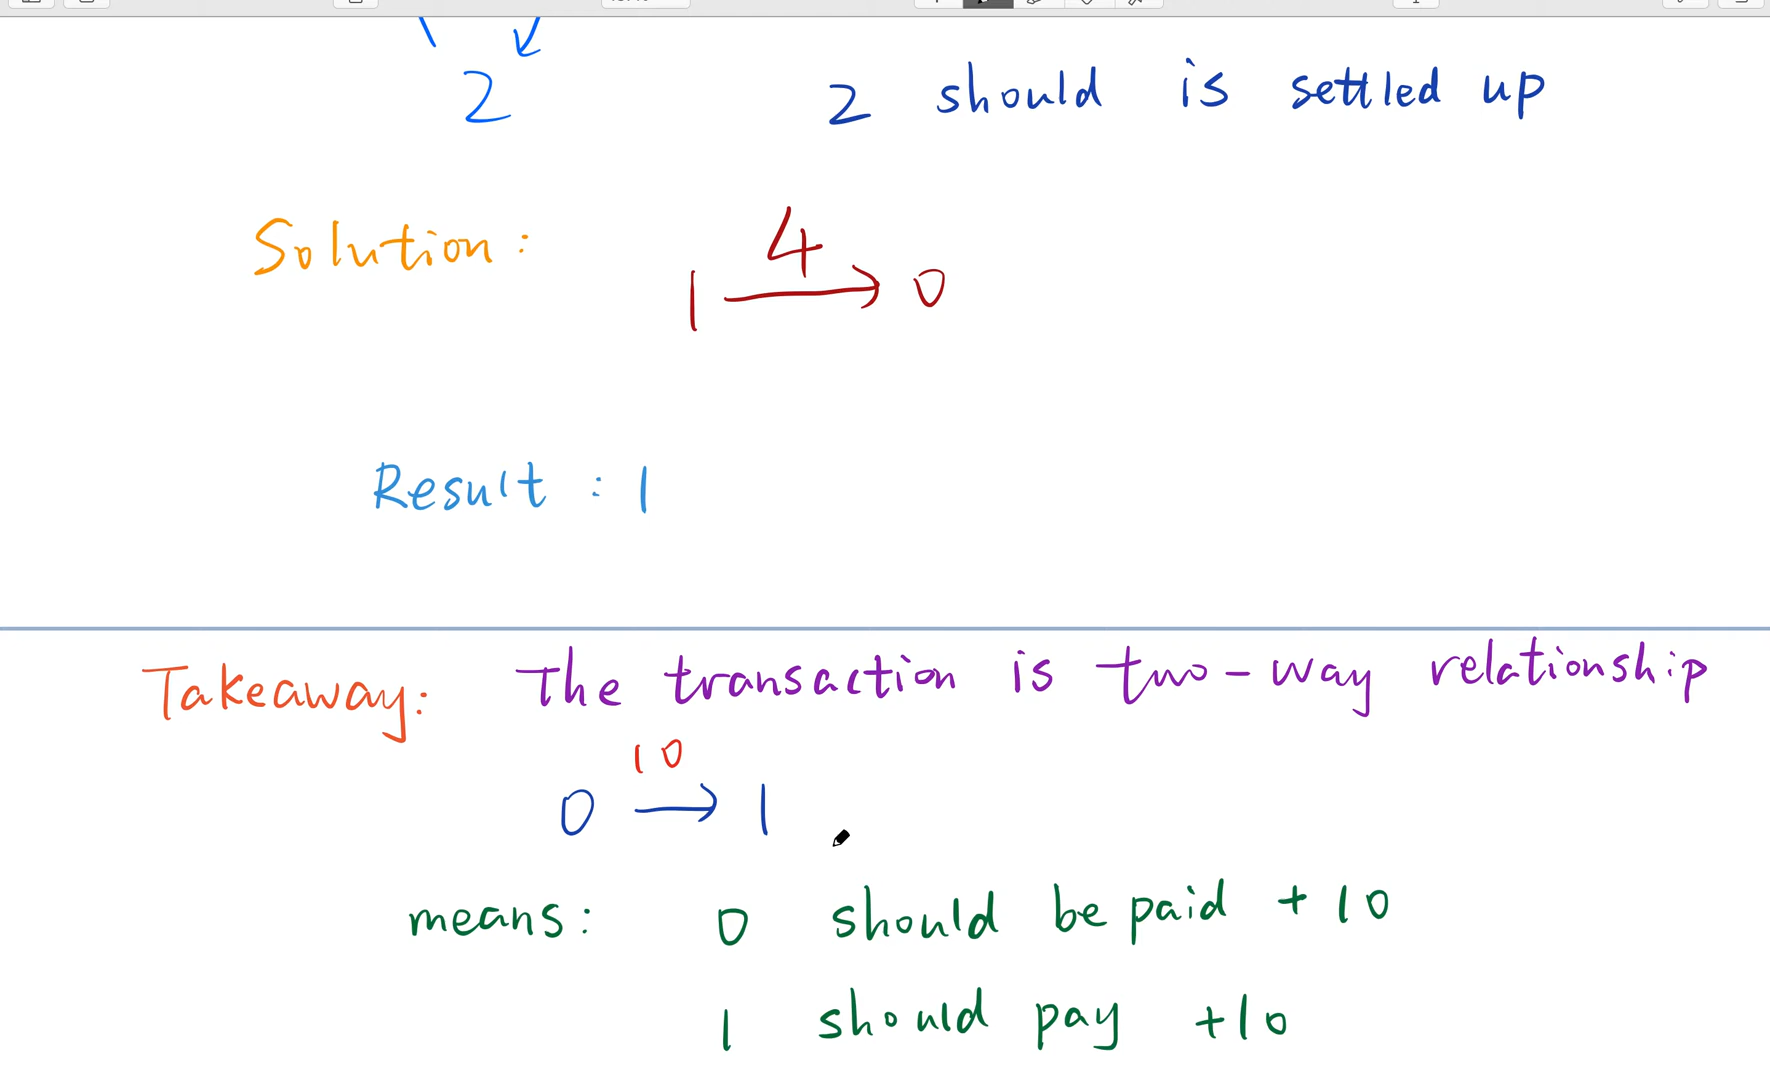 2
2 should is settled up
Solution:
4
1 → 0
Result : 1
Takeaway: The transaction is two-way relationship
10
0 → 1
means: 0 should be paid +10
1 should pay +10